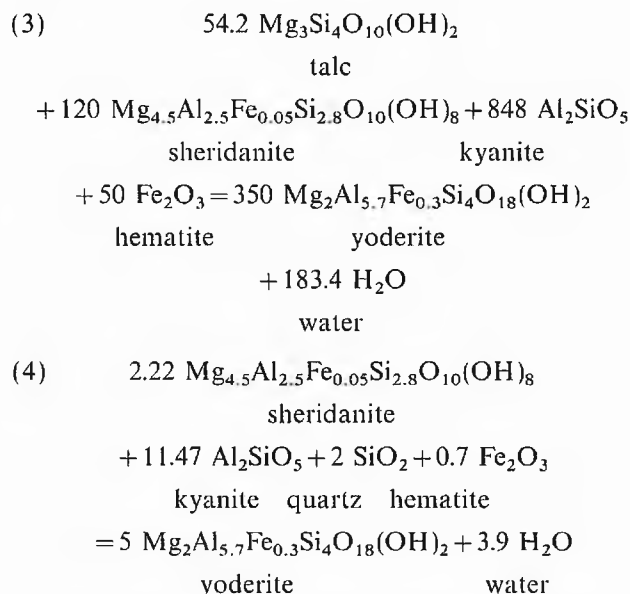 (3) 54.2 Mg₃Si₄O₁₀(OH)₂
talc
+120 Mg₄.₅Al₂.₅Fe₀.₀₅Si₂.₈O₁₀(OH)₈+848 Al₂SiO₅
sheridanite kyanite
+50 Fe₂O₃=350 Mg₂Al₅.₇Fe₀.₃Si₄O₁₈(OH)₂
hematite yoderite
+183.4 H₂O
water
(4) 2.22 Mg₄.₅Al₂.₅Fe₀.₀₅Si₂.₈O₁₀(OH)₈
sheridanite
+11.47 Al₂SiO₅+2 SiO₂+0.7 Fe₂O₃
kyanite quartz hematite
=5 Mg₂Al₅.₇Fe₀.₃Si₄O₁₈(OH)₂+3.9 H₂O
yoderite water